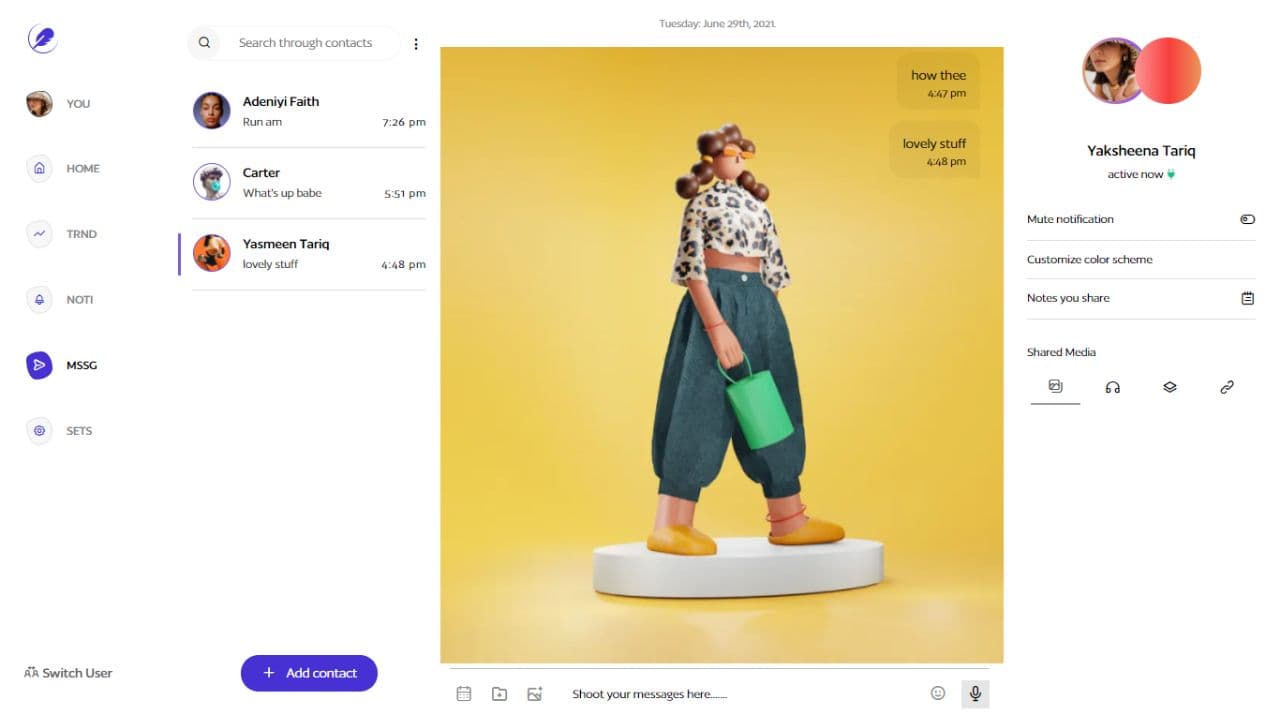 Tuesday: June 29th, 2021.
Search through contacts
YOU
HOME
TRND
NOTI
MSSG
SETS
Switch User
Adeniyi Faith
Run am
7:26 pm
Carter
What's up babe
5:51 pm
Yasmeen Tariq
lovely stuff
4:48 pm
+ Add contact
how thee
4:47 pm
lovely stuff
4:48 pm
Shoot your messages here.......
Yaksheena Tariq
active now
Mute notification
Customize color scheme
Notes you share
Shared Media